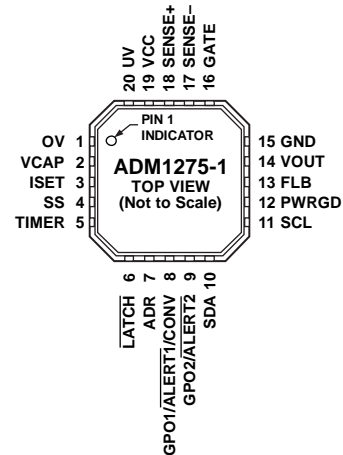 20 UV
19 VCC
18 SENSE+
17 SENSE–
16 GATE
PIN 1
INDICATOR
OV 1
VCAP 2
ISET 3
SS 4
TIMER 5
ADM1275-1
TOP VIEW
(Not to Scale)
15 GND
14 VOUT
13 FLB
12 PWRGD
11 SCL
LATCH 6
ADR 7
GPO1/ALERT1/CONV 8
GPO2/ALERT2 9
SDA 10